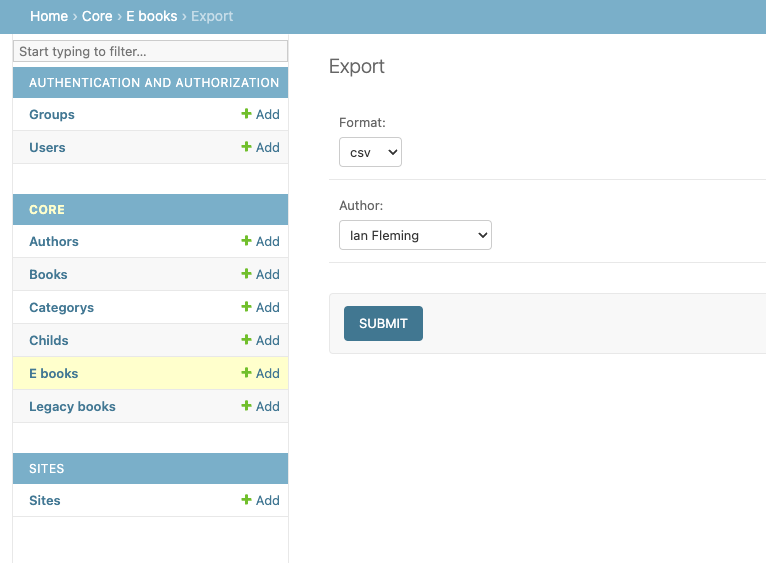 Home › Core › E books › Export
Start typing to filter...
AUTHENTICATION AND AUTHORIZATION
Groups + Add
Users + Add
CORE
Authors + Add
Books + Add
Categorys + Add
Childs + Add
E books + Add
Legacy books + Add
SITES
Sites + Add
Export
Format:
csv
Author:
Ian Fleming
SUBMIT